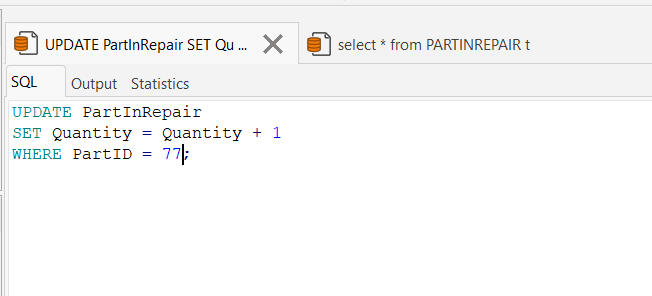 UPDATE PartInRepair SET Qu ...
select * from PARTINREPAIR t
SQL Output Statistics
UPDATE PartInRepair
SET Quantity = Quantity + 1
WHERE PartID = 77;